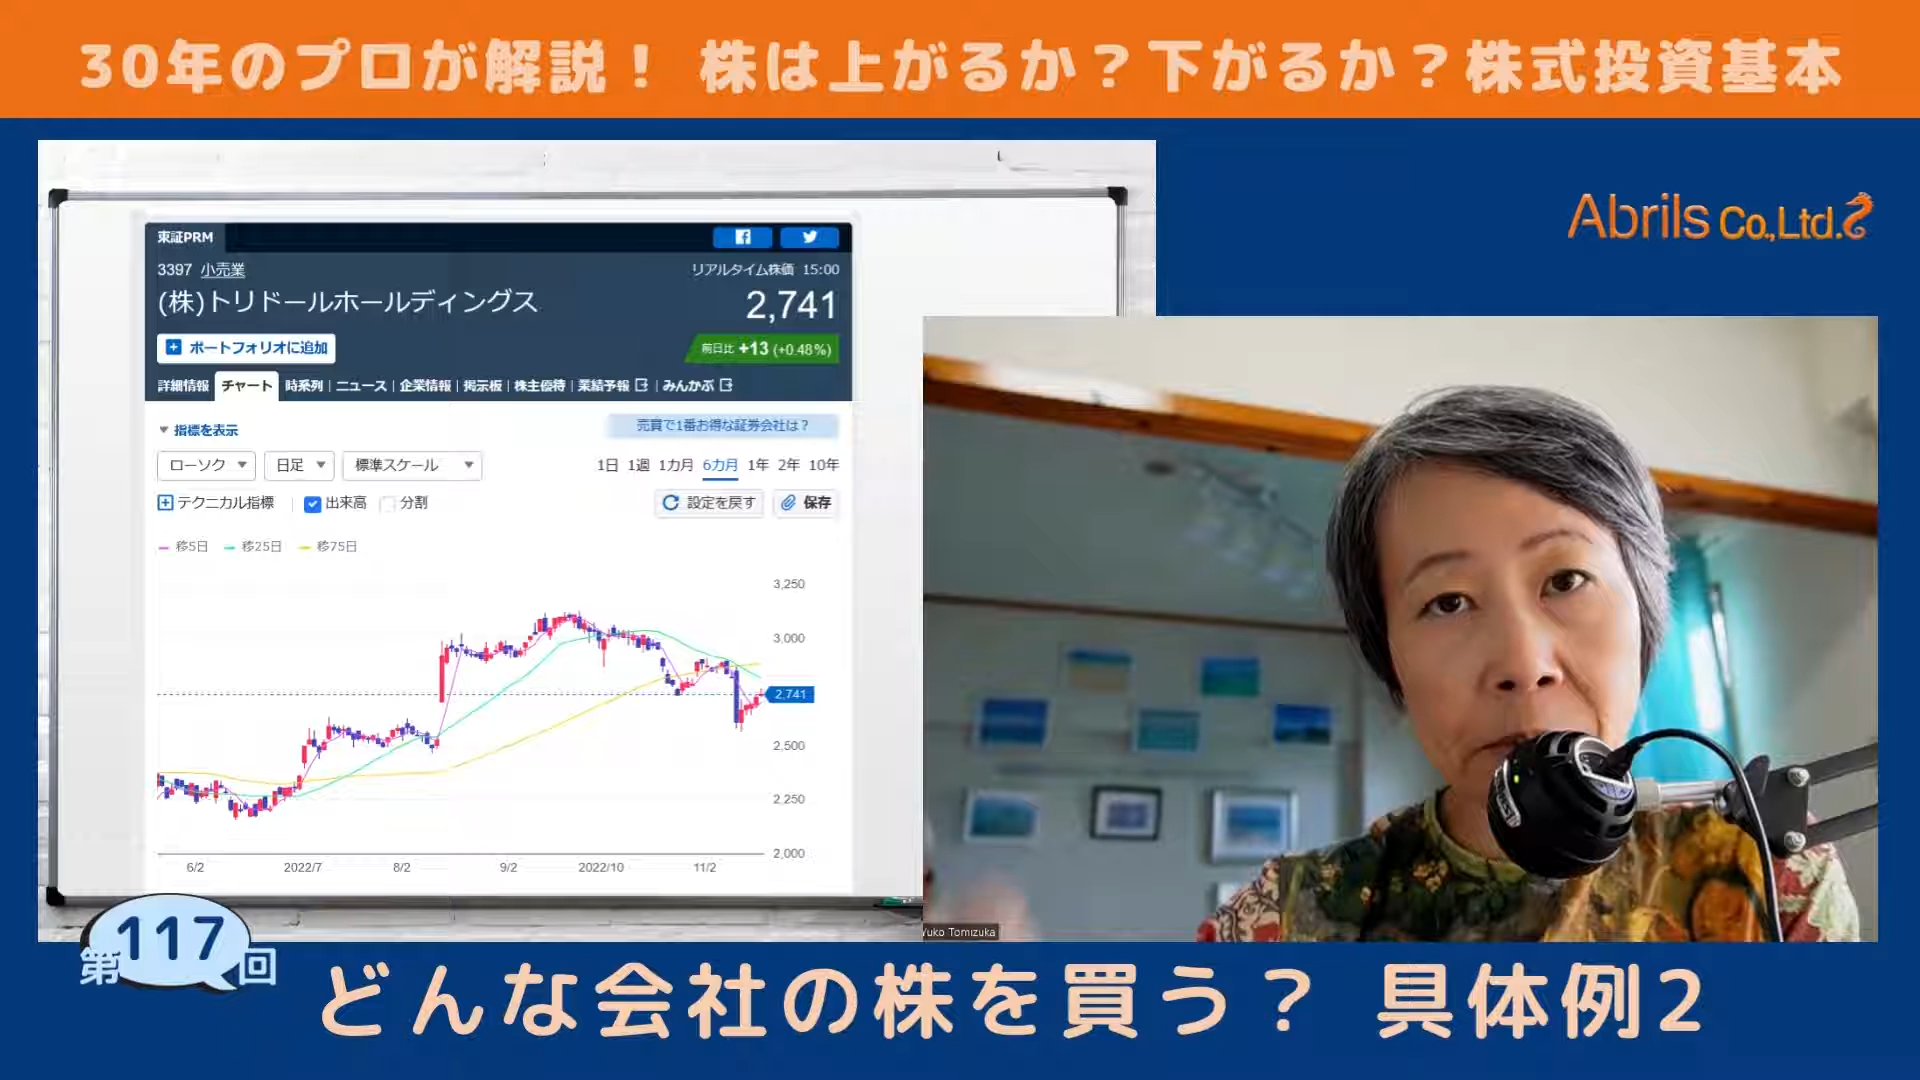 30年のプロが解説！ 株は上がるか？下がるか？株式投資基本
Abrils Co.,Ltd.
東証PRM
3397 小売業
リアルタイム株価 15:00
(株)トリドールホールディングス
2,741
ポートフォリオに追加
前日比 +13 (+0.48%)
詳細情報 チャート 時系列 ニュース 企業情報 掲示板 株主優待 業績予報 みんかぶ
指標を表示
売買で1番お得な証券会社は？
ローソク 日足 標準スケール
1日 1週 1カ月 6カ月 1年 2年 10年
テクニカル指標 出来高 分割
設定を戻す 保存
移5日 移25日 移75日
3,250
3,000
2,741
2,500
2,250
2,000
6/2 2022/7 8/2 9/2 2022/10 11/2
Yuko Tomizuka
第117回
どんな会社の株を買う？ 具体例2